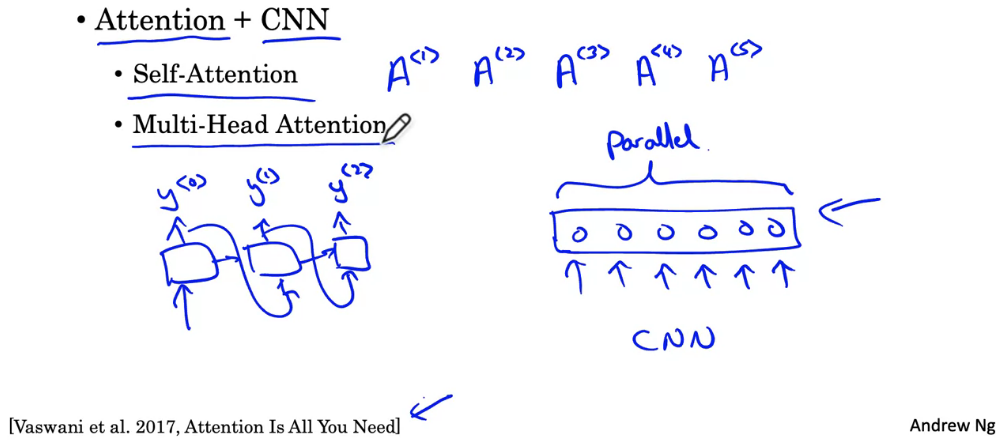 • Attention + CNN
• Self-Attention
A<1> A<2> A<3> A<4> A<5>
• Multi-Head Attention
Parallel
y<0> y<1> y<2>
CNN
[Vaswani et al. 2017, Attention Is All You Need]
Andrew Ng